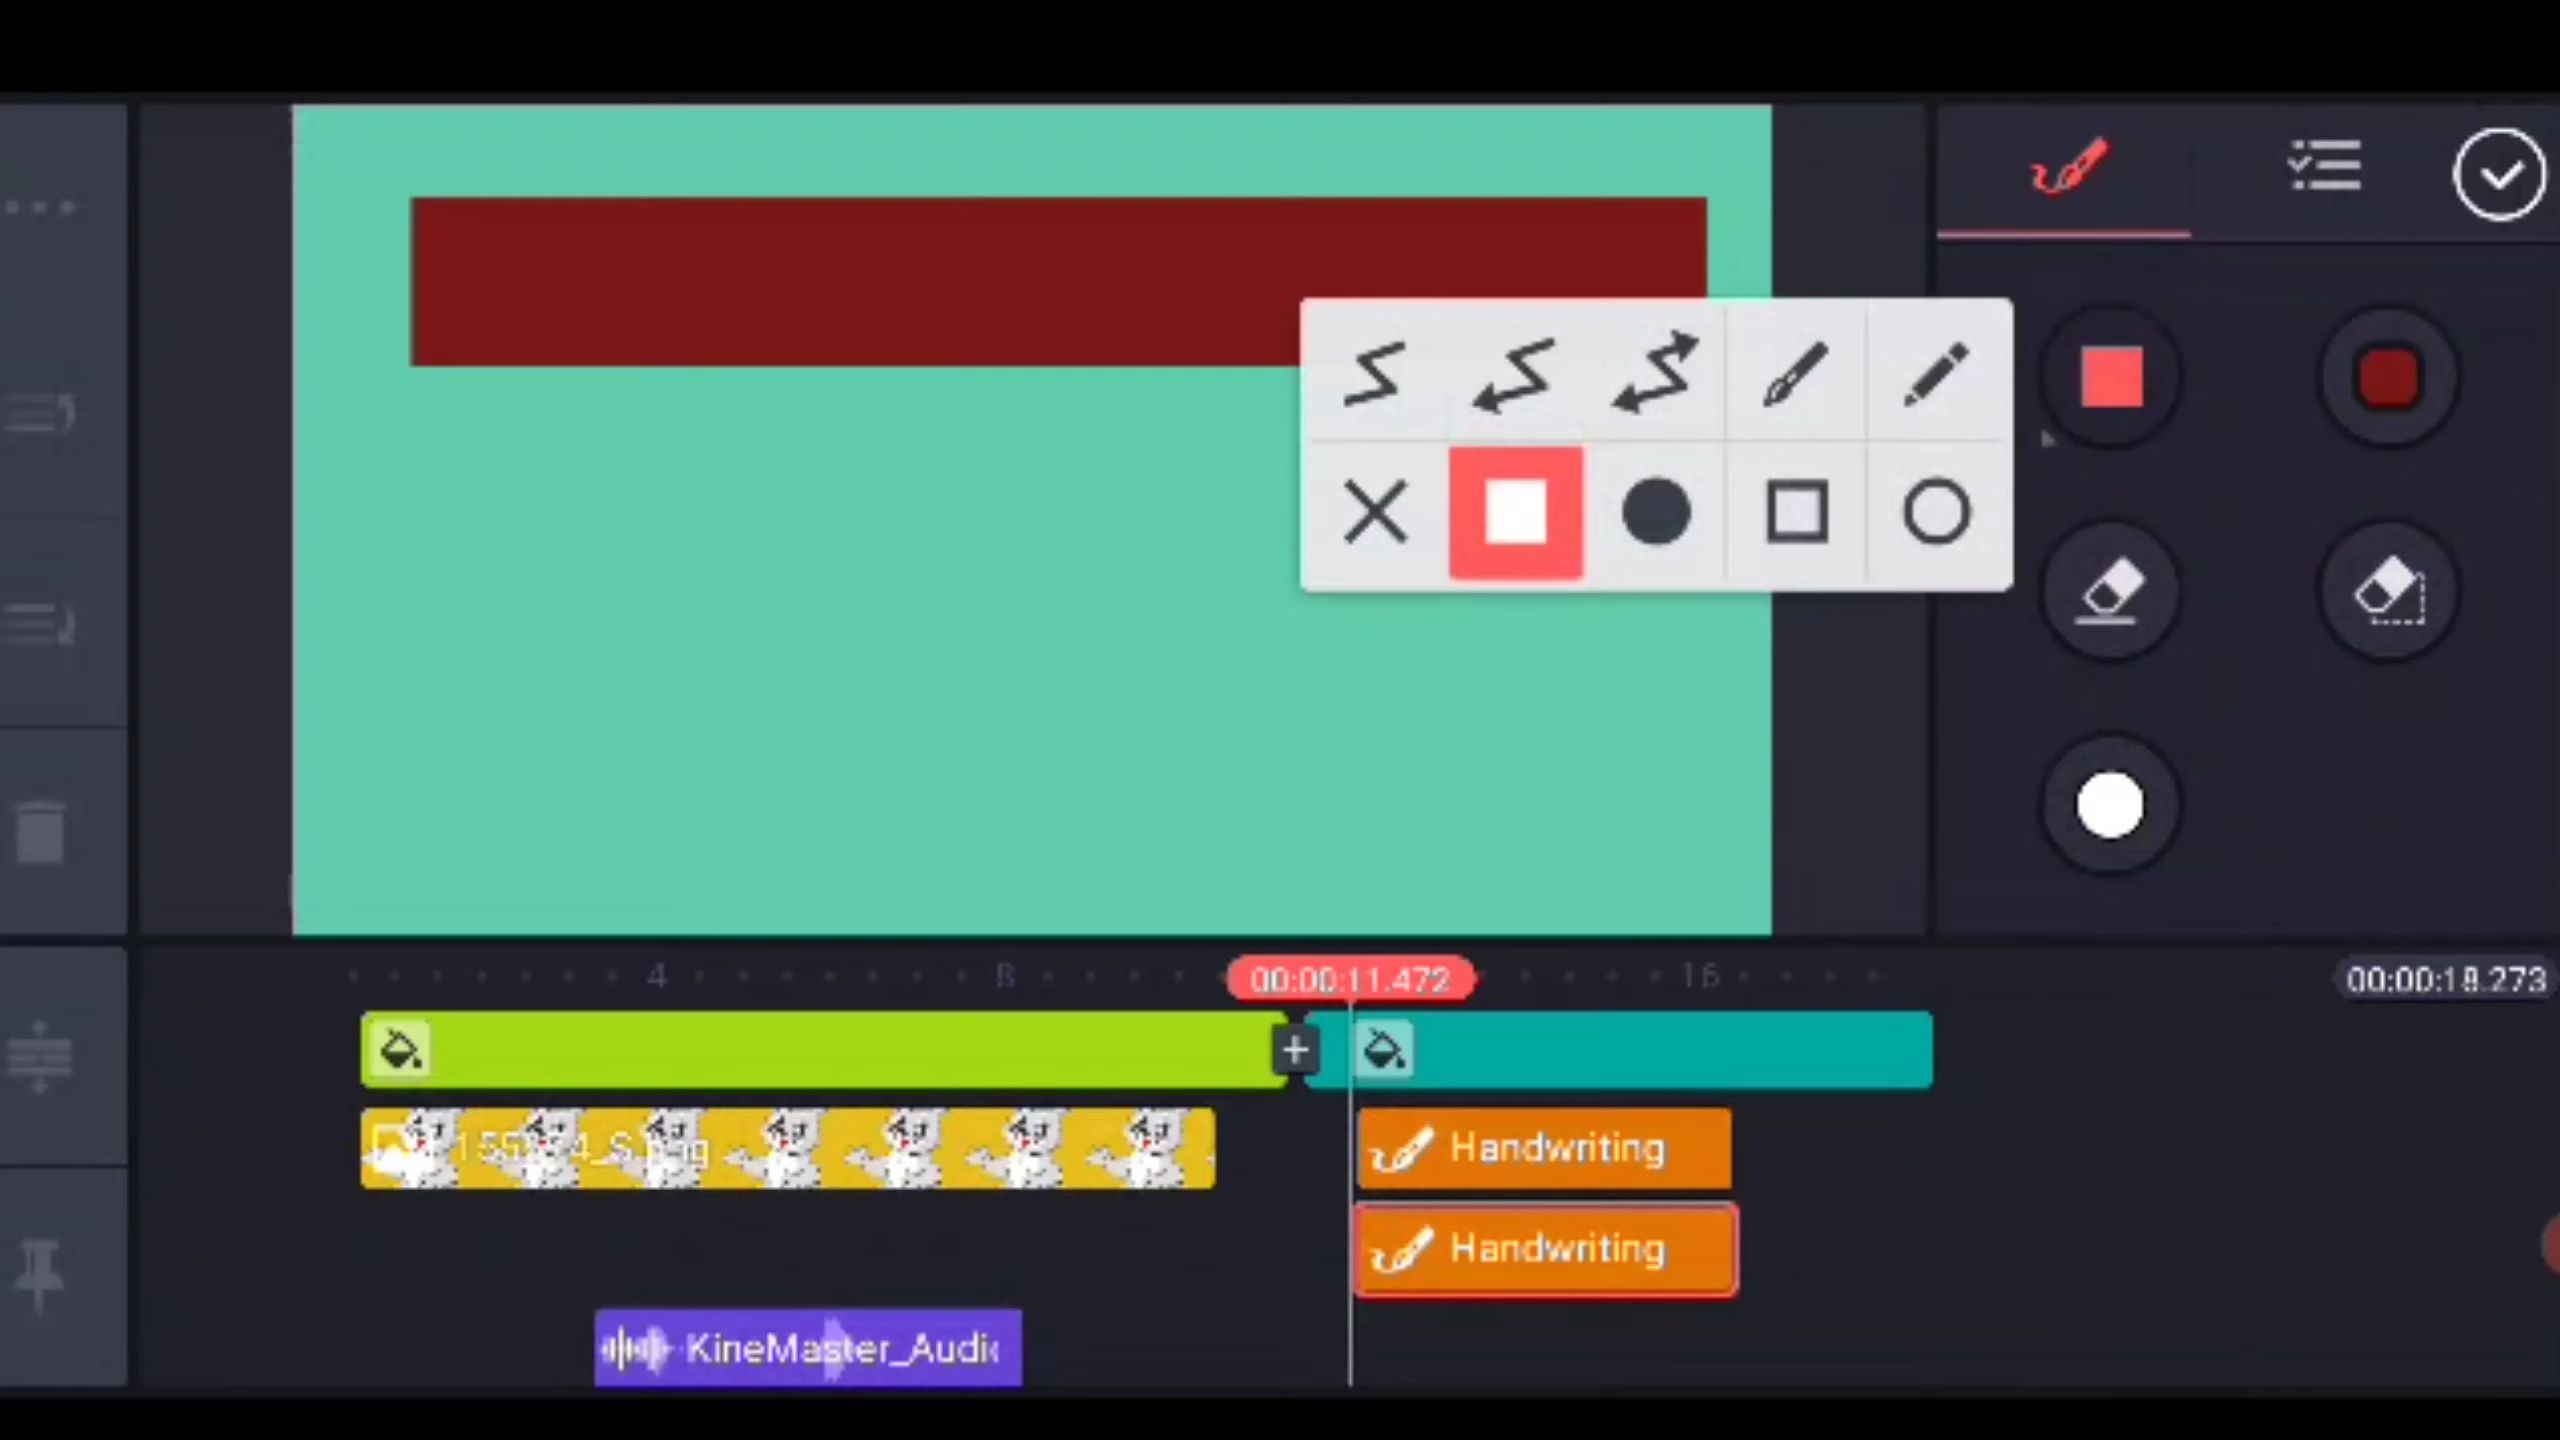 4
8
00:00:11.472
16
00:00:18.273
Handwriting
Handwriting
KineMaster_Audi